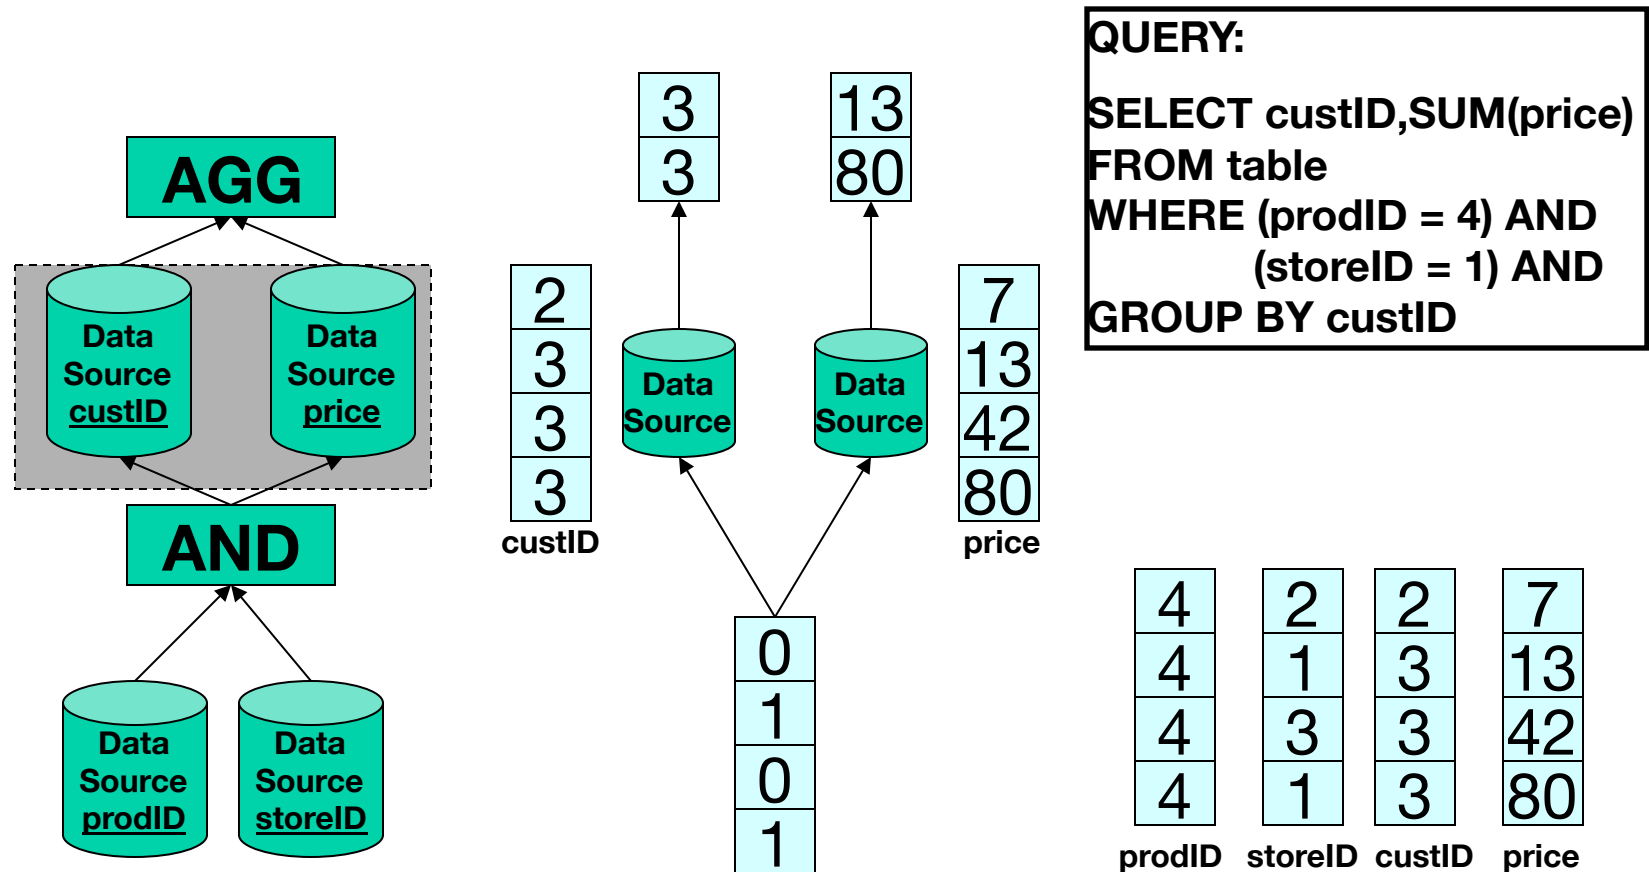 QUERY:
SELECT custID,SUM(price)
FROM table
WHERE (prodID = 4) AND
(storeID = 1) AND
GROUP BY custID
AGG
Data
Source
custID
Data
Source
price
AND
Data
Source
prodID
Data
Source
storeID
3
3
13
80
2
3
3
3
custID
Data
Source
Data
Source
7
13
42
80
price
0
1
0
1
4
4
4
4
prodID
2
1
3
1
storeID
2
3
3
3
custID
7
13
42
80
price